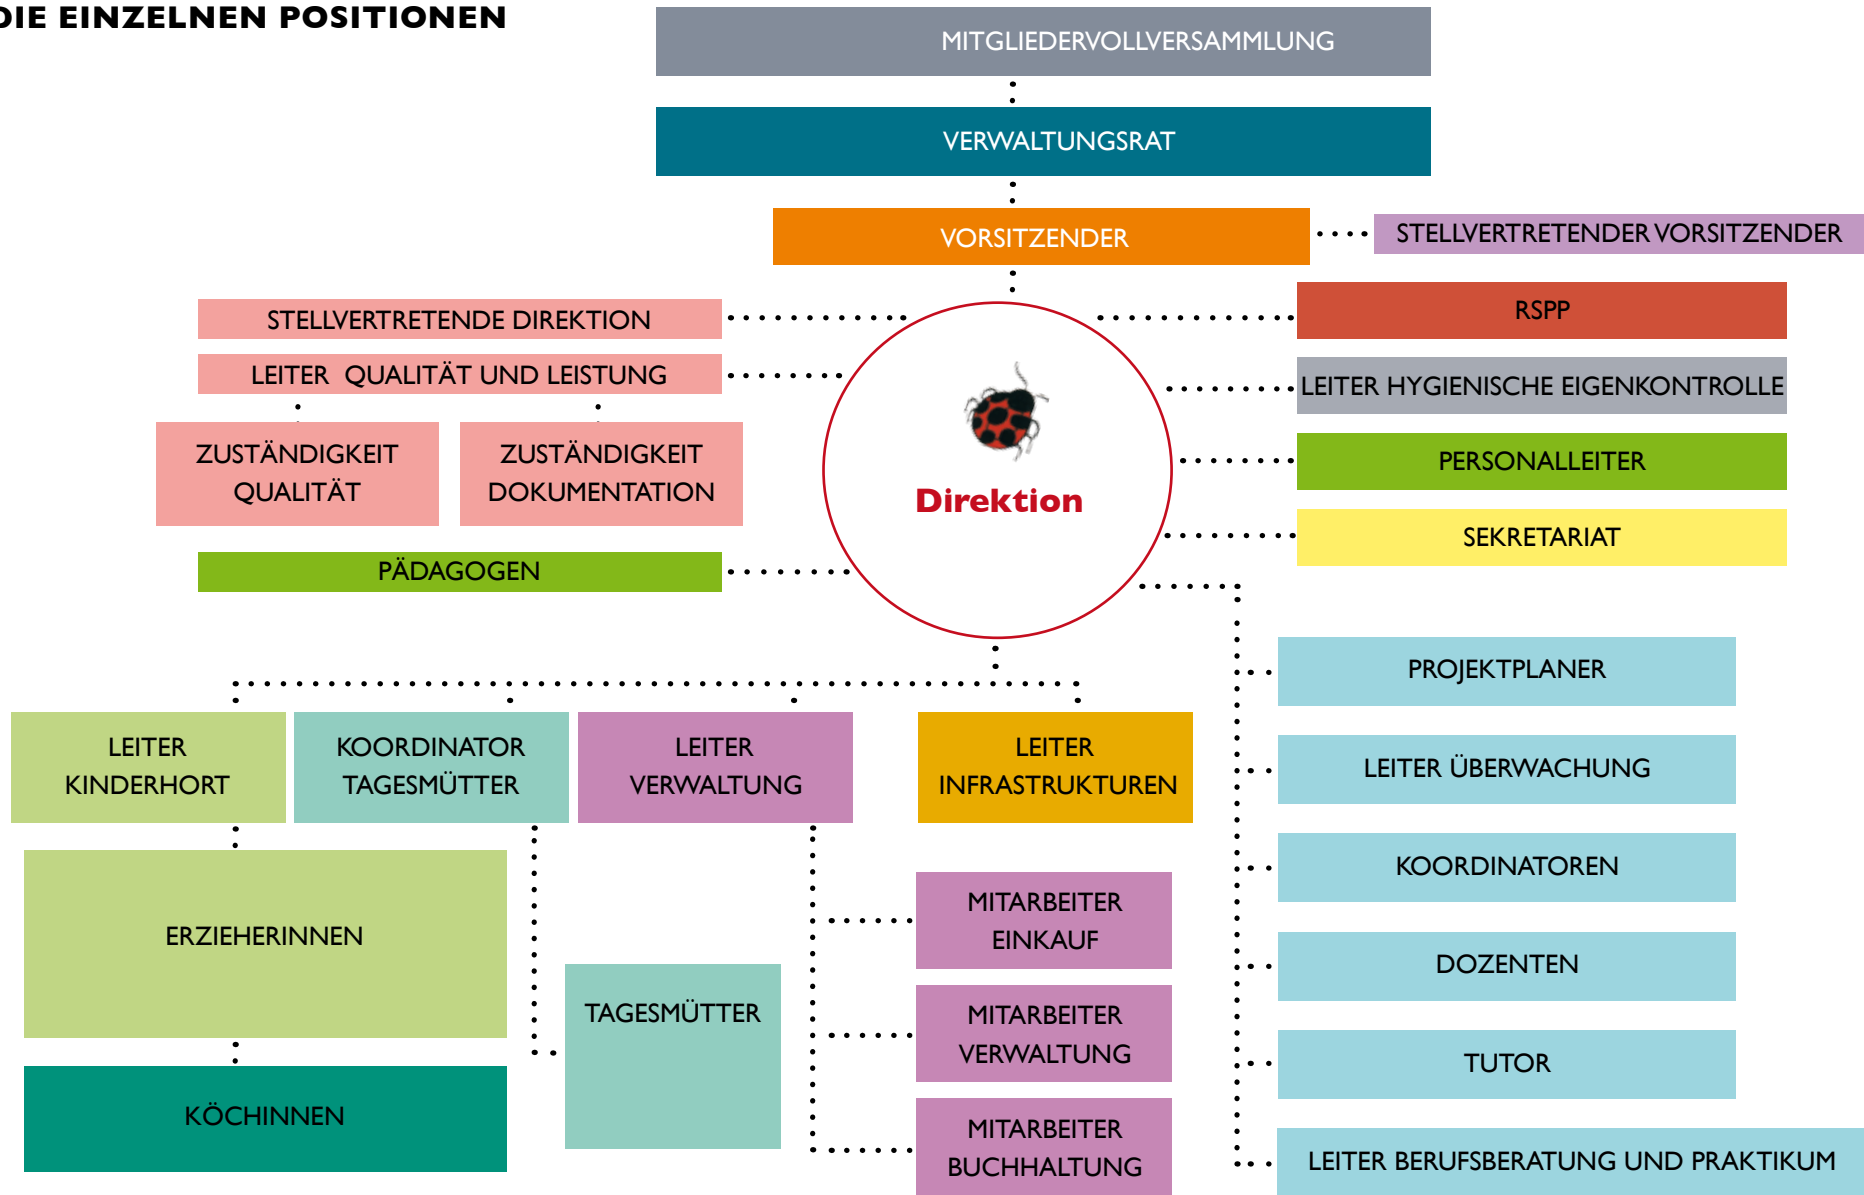 DIE EINZELNEN POSITIONEN
MITGLIEDERVOLLVERSAMMLUNG
VERWALTUNGSRAT
VORSITZENDER
STELLVERTRETENDER VORSITZENDER
STELLVERTRETENDE DIREKTION
LEITER QUALITÄT UND LEISTUNG
ZUSTÄNDIGKEIT
QUALITÄT
ZUSTÄNDIGKEIT
DOKUMENTATION
PÄDAGOGEN
Direktion
RSPP
LEITER HYGIENISCHE EIGENKONTROLLE
PERSONALLEITER
SEKRETARIAT
LEITER
KINDERHORT
KOORDINATOR
TAGESMÜTTER
LEITER
VERWALTUNG
LEITER
INFRASTRUKTUREN
ERZIEHERINNEN
KÖCHINNEN
TAGESMÜTTER
MITARBEITER
EINKAUF
MITARBEITER
VERWALTUNG
MITARBEITER
BUCHHALTUNG
PROJEKTPLANER
LEITER ÜBERWACHUNG
KOORDINATOREN
DOZENTEN
TUTOR
LEITER BERUFSBERATUNG UND PRAKTIKUM